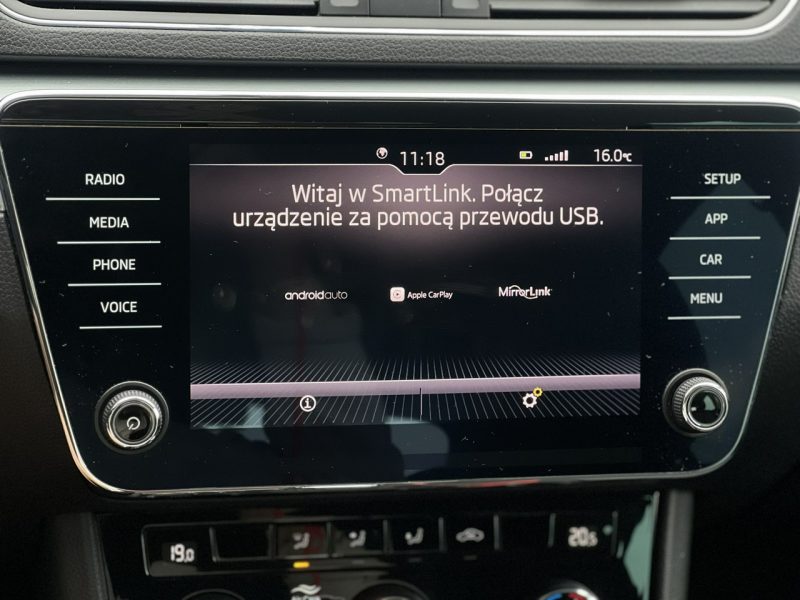 11:18
16.0°C
Witaj w SmartLink. Połącz
urządzenie za pomocą przewodu USB.
androidauto
Apple CarPlay
MirrorLink
RADIO
MEDIA
PHONE
VOICE
SETUP
APP
CAR
MENU
19.0
20.5